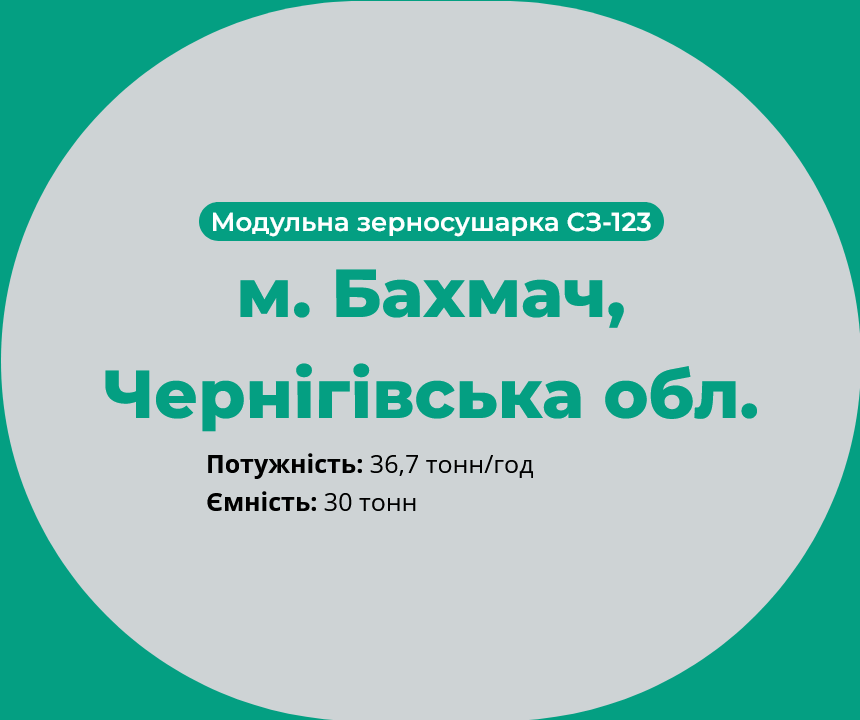 Модульна зерносушарка СЗ-123
м. Бахмач,
Чернігівська обл.
Потужність: 36,7 тонн/год
Ємність: 30 тонн